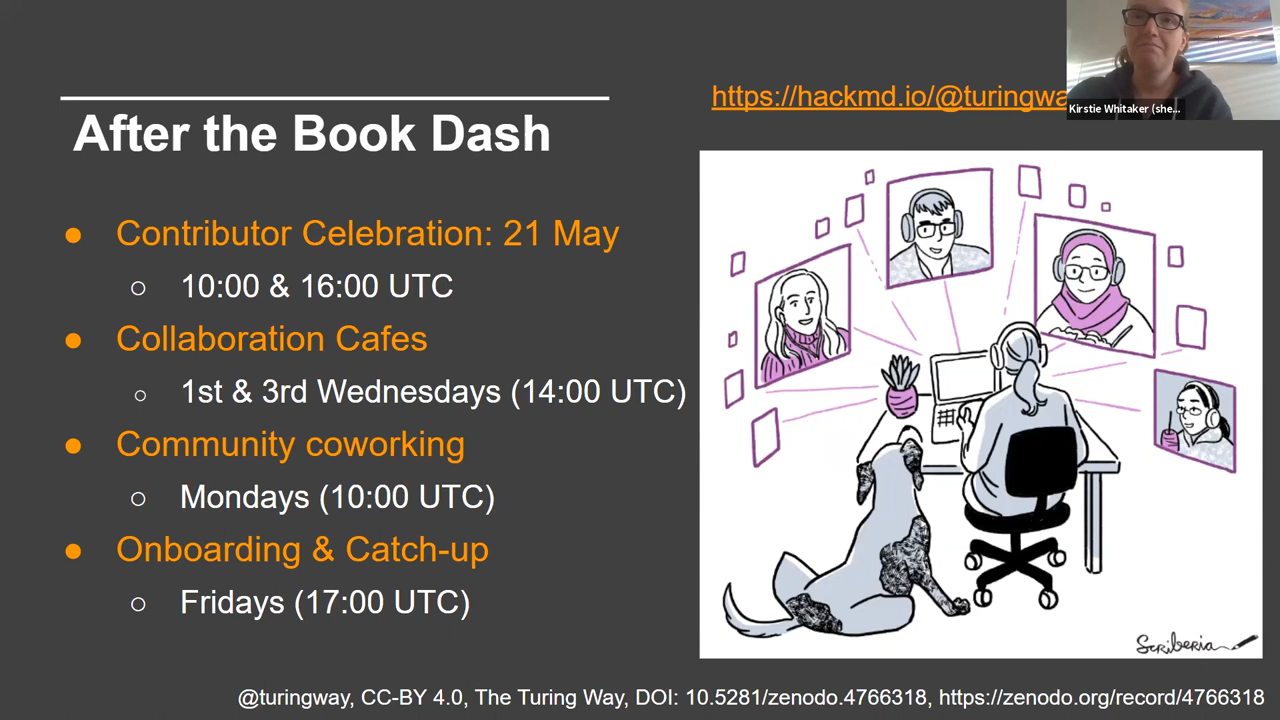 https://hackmd.io/@turingwa
Kirstie Whitaker (she...
After the Book Dash
● Contributor Celebration: 21 May
○ 10:00 & 16:00 UTC
● Collaboration Cafes
○ 1st & 3rd Wednesdays (14:00 UTC)
● Community coworking
○ Mondays (10:00 UTC)
● Onboarding & Catch-up
○ Fridays (17:00 UTC)
Scriberia
@turingway, CC-BY 4.0, The Turing Way, DOI: 10.5281/zenodo.4766318, https://zenodo.org/record/4766318